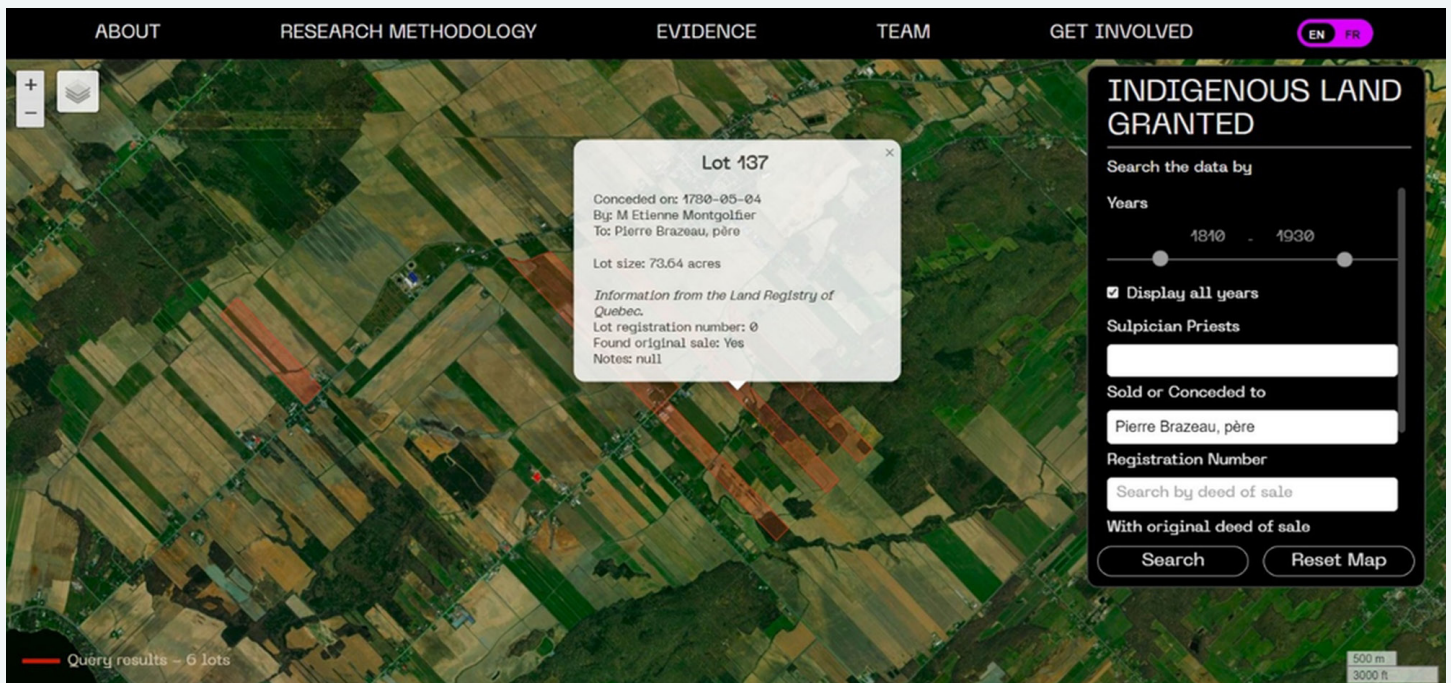 ABOUT
RESEARCH METHODOLOGY
EVIDENCE
TEAM
GET INVOLVED
EN FR
+
−
Lot 137
×
Conceded on: 1780-05-04
By: M Etienne Montgolfier
To: Pierre Brazeau, père
Lot size: 73.64 acres
Information from the Land Registry of
Quebec.
Lot registration number: 0
Found original sale: Yes
Notes: null
INDIGENOUS LAND
GRANTED
Search the data by
Years
1810 - 1930
Display all years
Sulpician Priests
Sold or Conceded to
Pierre Brazeau, père
Registration Number
Search by deed of sale
With original deed of sale
Search
Reset Map
Query results – 6 lots
500 m
3000 ft